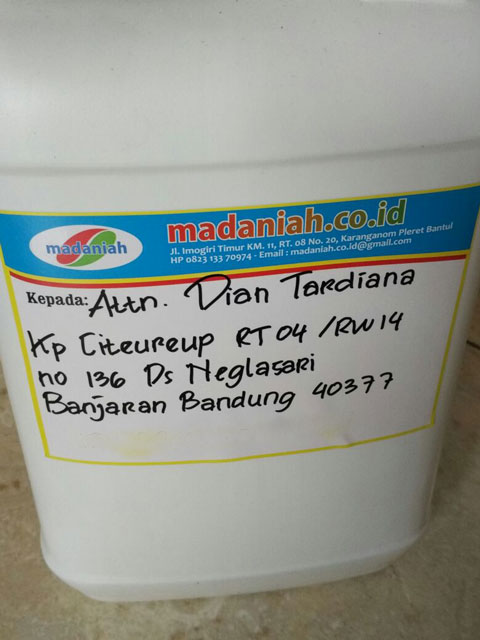 madaniah
madaniah.co.id
Jl. Imogiri Timur KM. 11, RT. 08 No. 20, Karanganom Pleret Bantul
HP 0823 133 70974 - Email : madaniah.co.id@gmail.com
Kepada: Attn. Dian Tardiana
Kp Citeureup RT 04 / RW 14
no 136 Ds Neglasari
Banjaran Bandung 40377